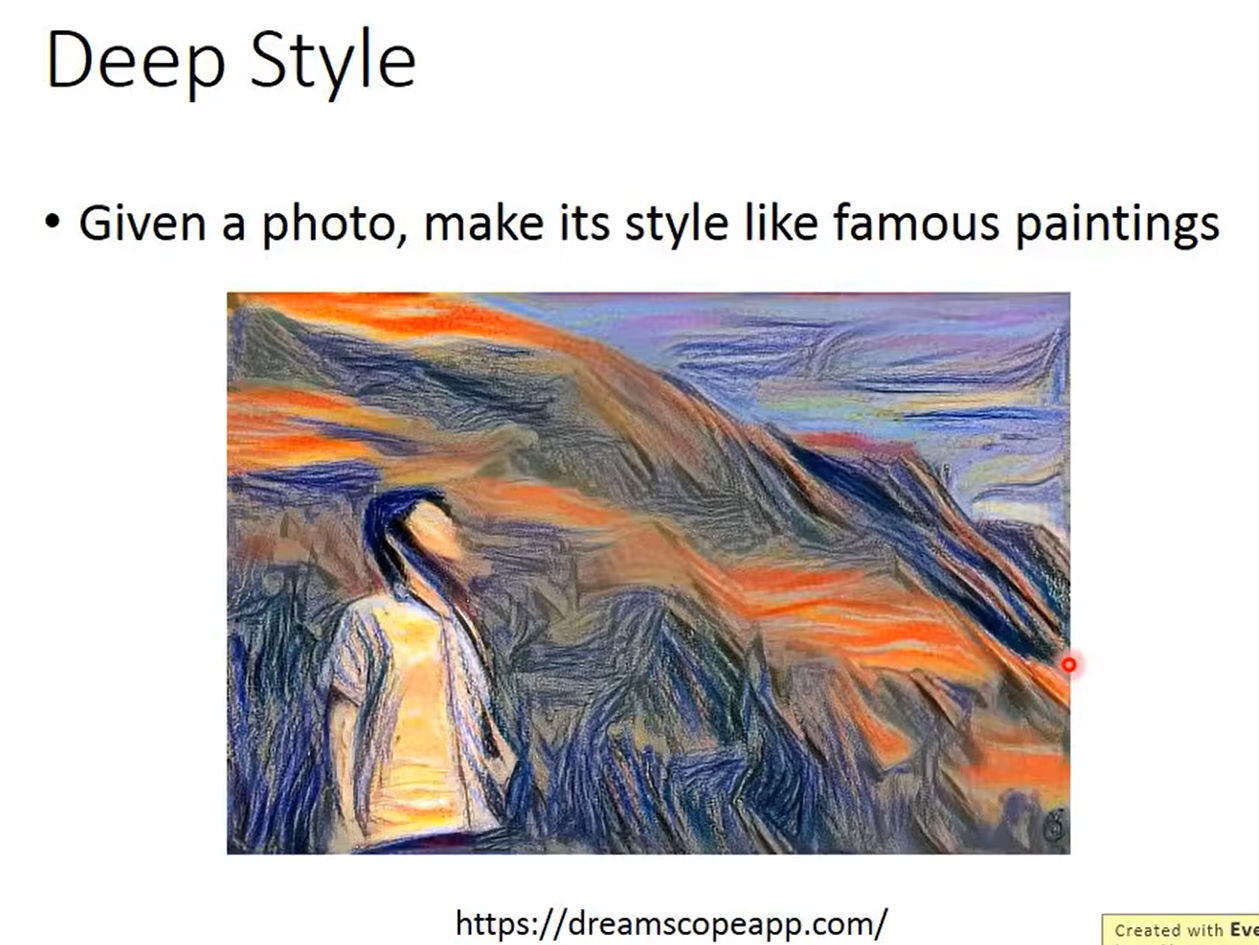 Deep Style
• Given a photo, make its style like famous paintings
https://dreamscopeapp.com/
Created with